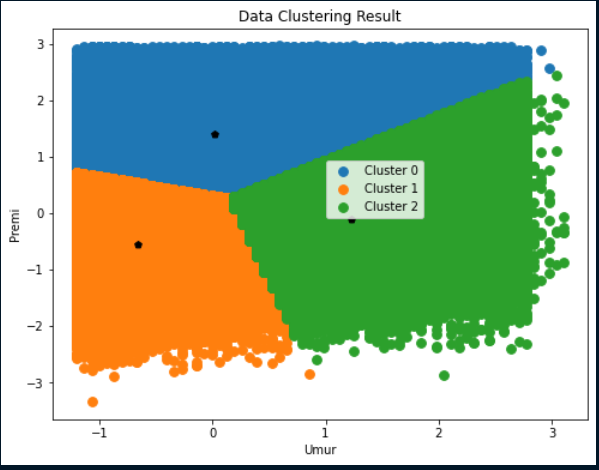 Data Clustering Result
3
2
1
0
−1
−2
−3
Premi
Cluster 0
Cluster 1
Cluster 2
−1 0 1 2 3
Umur